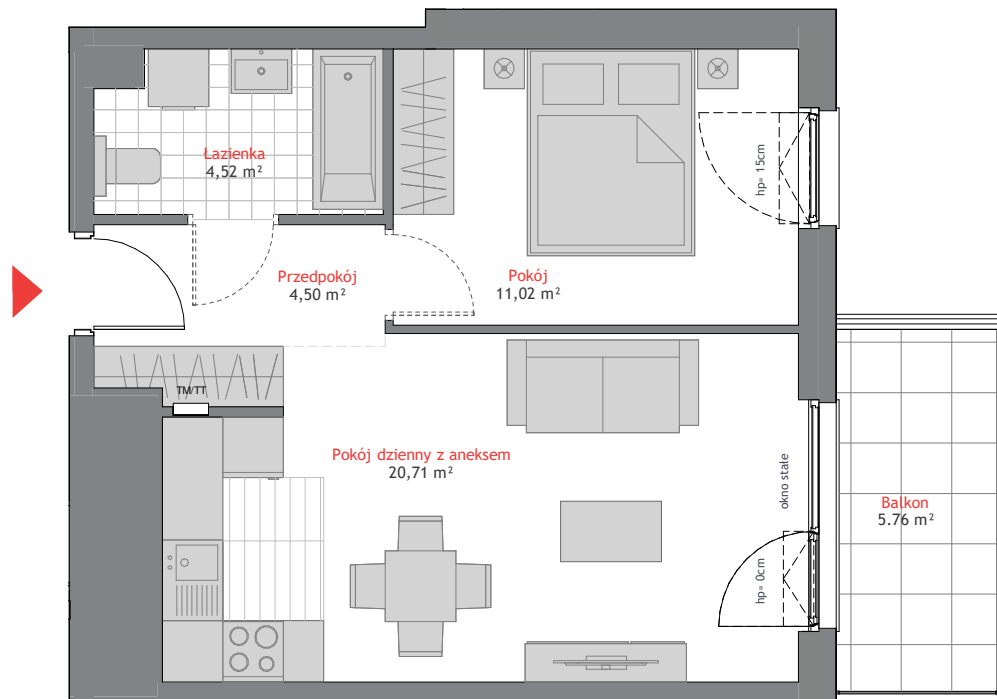 Łazienka
4,52 m²
hp= 15cm
Przedpokój
4,50 m²
Pokój
11,02 m²
TM/TT
Pokój dzienny z aneksem
20,71 m²
okno stałe
Balkon
5.76 m²
hp= 0cm